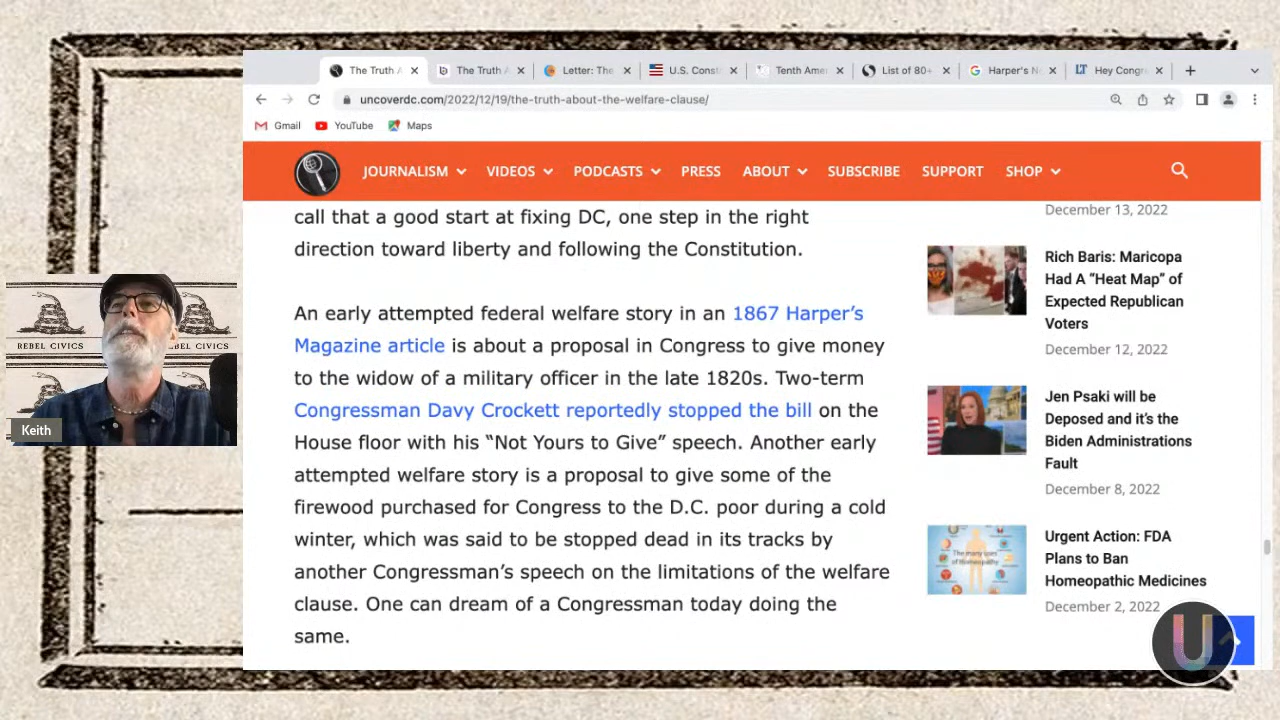 The Truth A
The Truth A
Letter: The
U.S. Const
Tenth Amer
List of 80+
Harper's N
Hey Congr
uncoverdc.com/2022/12/19/the-truth-about-the-welfare-clause/
Gmail
YouTube
Maps
JOURNALISM
VIDEOS
PODCASTS
PRESS
ABOUT
SUBSCRIBE
SUPPORT
SHOP
call that a good start at fixing DC, one step in the right
direction toward liberty and following the Constitution.
An early attempted federal welfare story in an 1867 Harper’s
Magazine article is about a proposal in Congress to give money
to the widow of a military officer in the late 1820s. Two-term
Congressman Davy Crockett reportedly stopped the bill on the
House floor with his “Not Yours to Give” speech. Another early
attempted welfare story is a proposal to give some of the
firewood purchased for Congress to the D.C. poor during a cold
winter, which was said to be stopped dead in its tracks by
another Congressman’s speech on the limitations of the welfare
clause. One can dream of a Congressman today doing the
same.
December 13, 2022
Rich Baris: Maricopa
Had A “Heat Map” of
Expected Republican
Voters
December 12, 2022
Jen Psaki will be
Deposed and it’s the
Biden Administrations
Fault
December 8, 2022
The many uses
of Homeopathy
Urgent Action: FDA
Plans to Ban
Homeopathic Medicines
December 2, 2022
U
REBEL CIVICS
BEL CIVICS
Keith